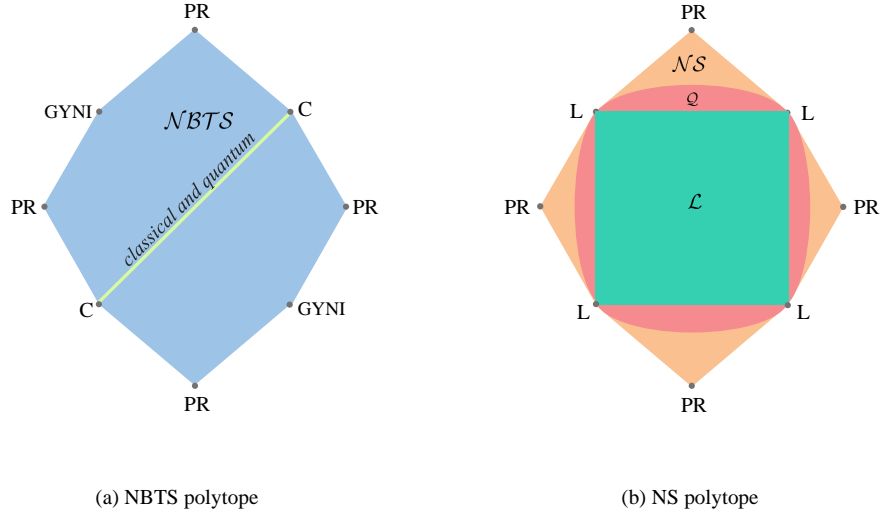 PR
GYNI
NBTS
C
PR
classical and quantum
PR
C
GYNI
PR
(a) NBTS polytope
PR
NS
Q
L
L
PR
L
PR
L
L
PR
(b) NS polytope